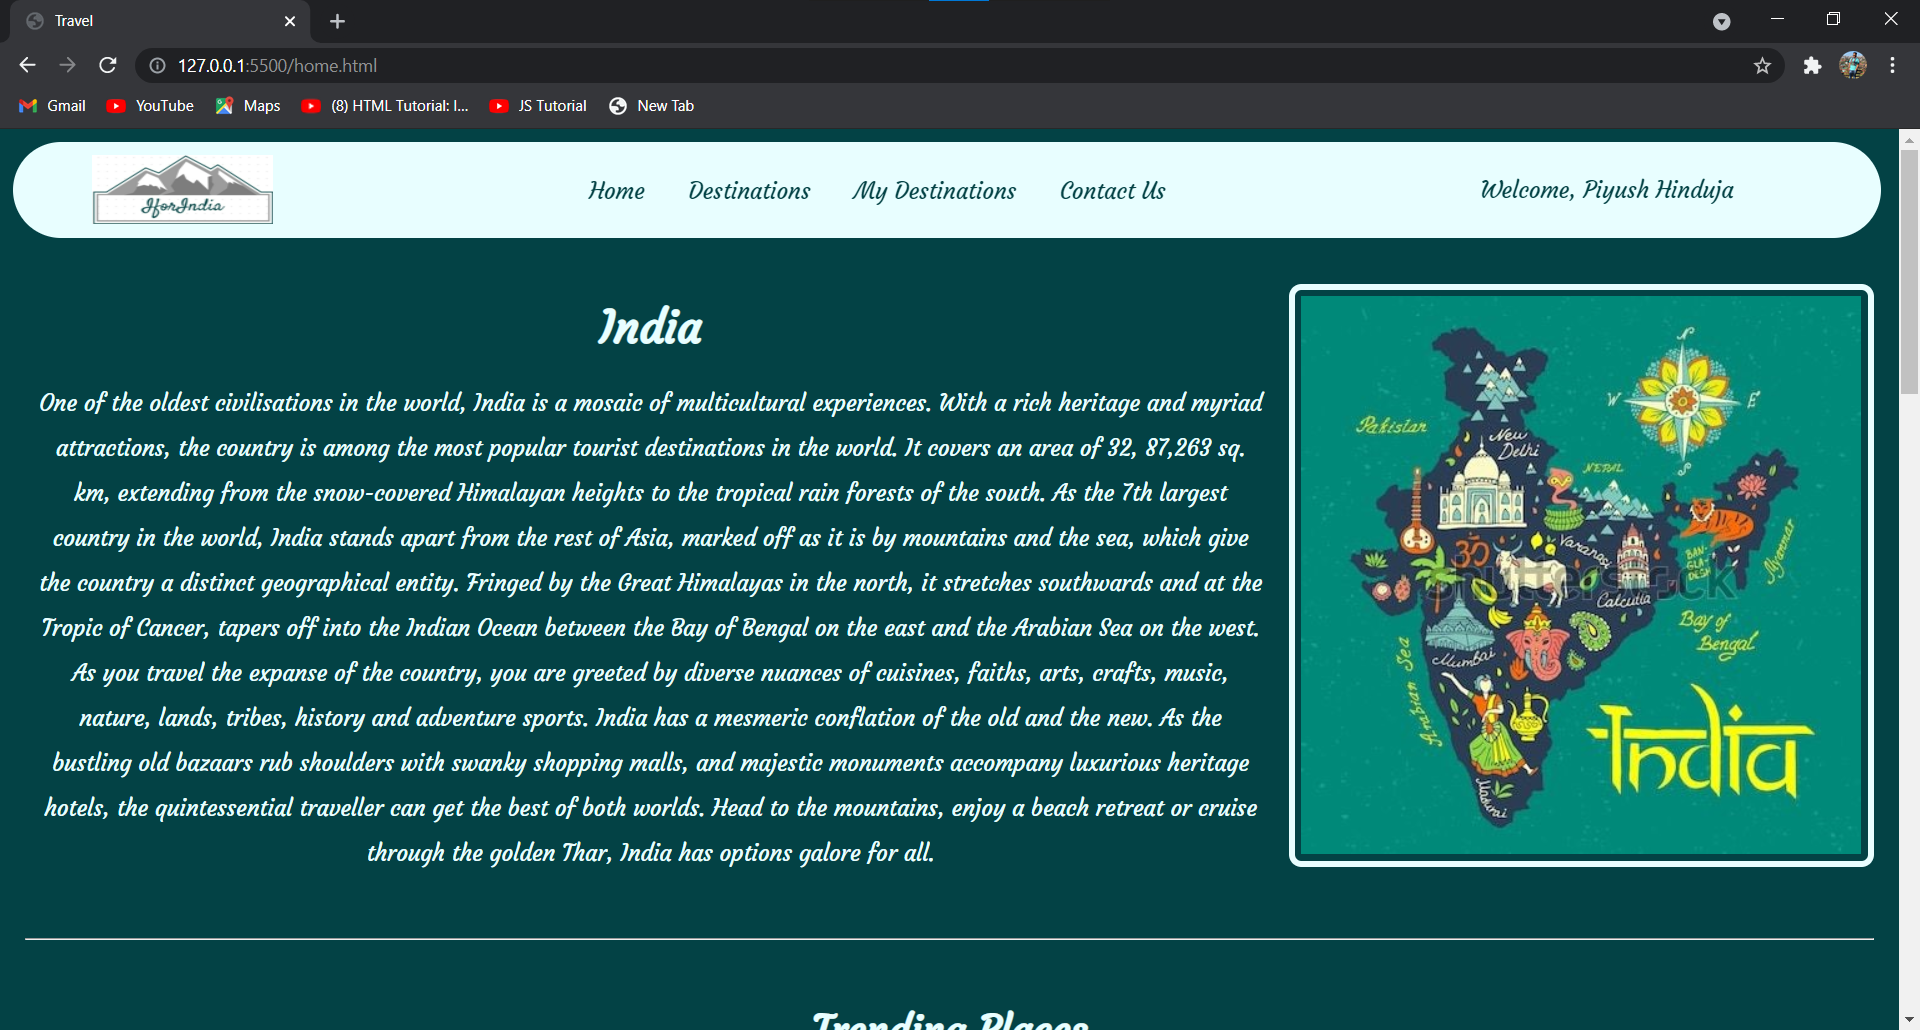 Travel
127.0.0.1:5500/home.html
Gmail
YouTube
Maps
(8) HTML Tutorial: I...
JS Tutorial
New Tab
IforIndia
Home
Destinations
My Destinations
Contact Us
Welcome, Piyush Hinduja
India
One of the oldest civilisations in the world, India is a mosaic of multicultural experiences. With a rich heritage and myriad
attractions, the country is among the most popular tourist destinations in the world. It covers an area of 32, 87,263 sq.
km, extending from the snow-covered Himalayan heights to the tropical rain forests of the south. As the 7th largest
country in the world, India stands apart from the rest of Asia, marked off as it is by mountains and the sea, which give
the country a distinct geographical entity. Fringed by the Great Himalayas in the north, it stretches southwards and at the
Tropic of Cancer, tapers off into the Indian Ocean between the Bay of Bengal on the east and the Arabian Sea on the west.
As you travel the expanse of the country, you are greeted by diverse nuances of cuisines, faiths, arts, crafts, music,
nature, lands, tribes, history and adventure sports. India has a mesmeric conflation of the old and the new. As the
bustling old bazaars rub shoulders with swanky shopping malls, and majestic monuments accompany luxurious heritage
hotels, the quintessential traveller can get the best of both worlds. Head to the mountains, enjoy a beach retreat or cruise
through the golden Thar, India has options galore for all.
N
W
E
S
Pakistan
New
Delhi
NEPAL
ॐ
Varanasi
BAN-
GLA-
DESH
Myanmar
shutterstock
Calcutta
Bay of
Bengal
Mumbai
Arabian Sea
Madurai
India
Trending Places